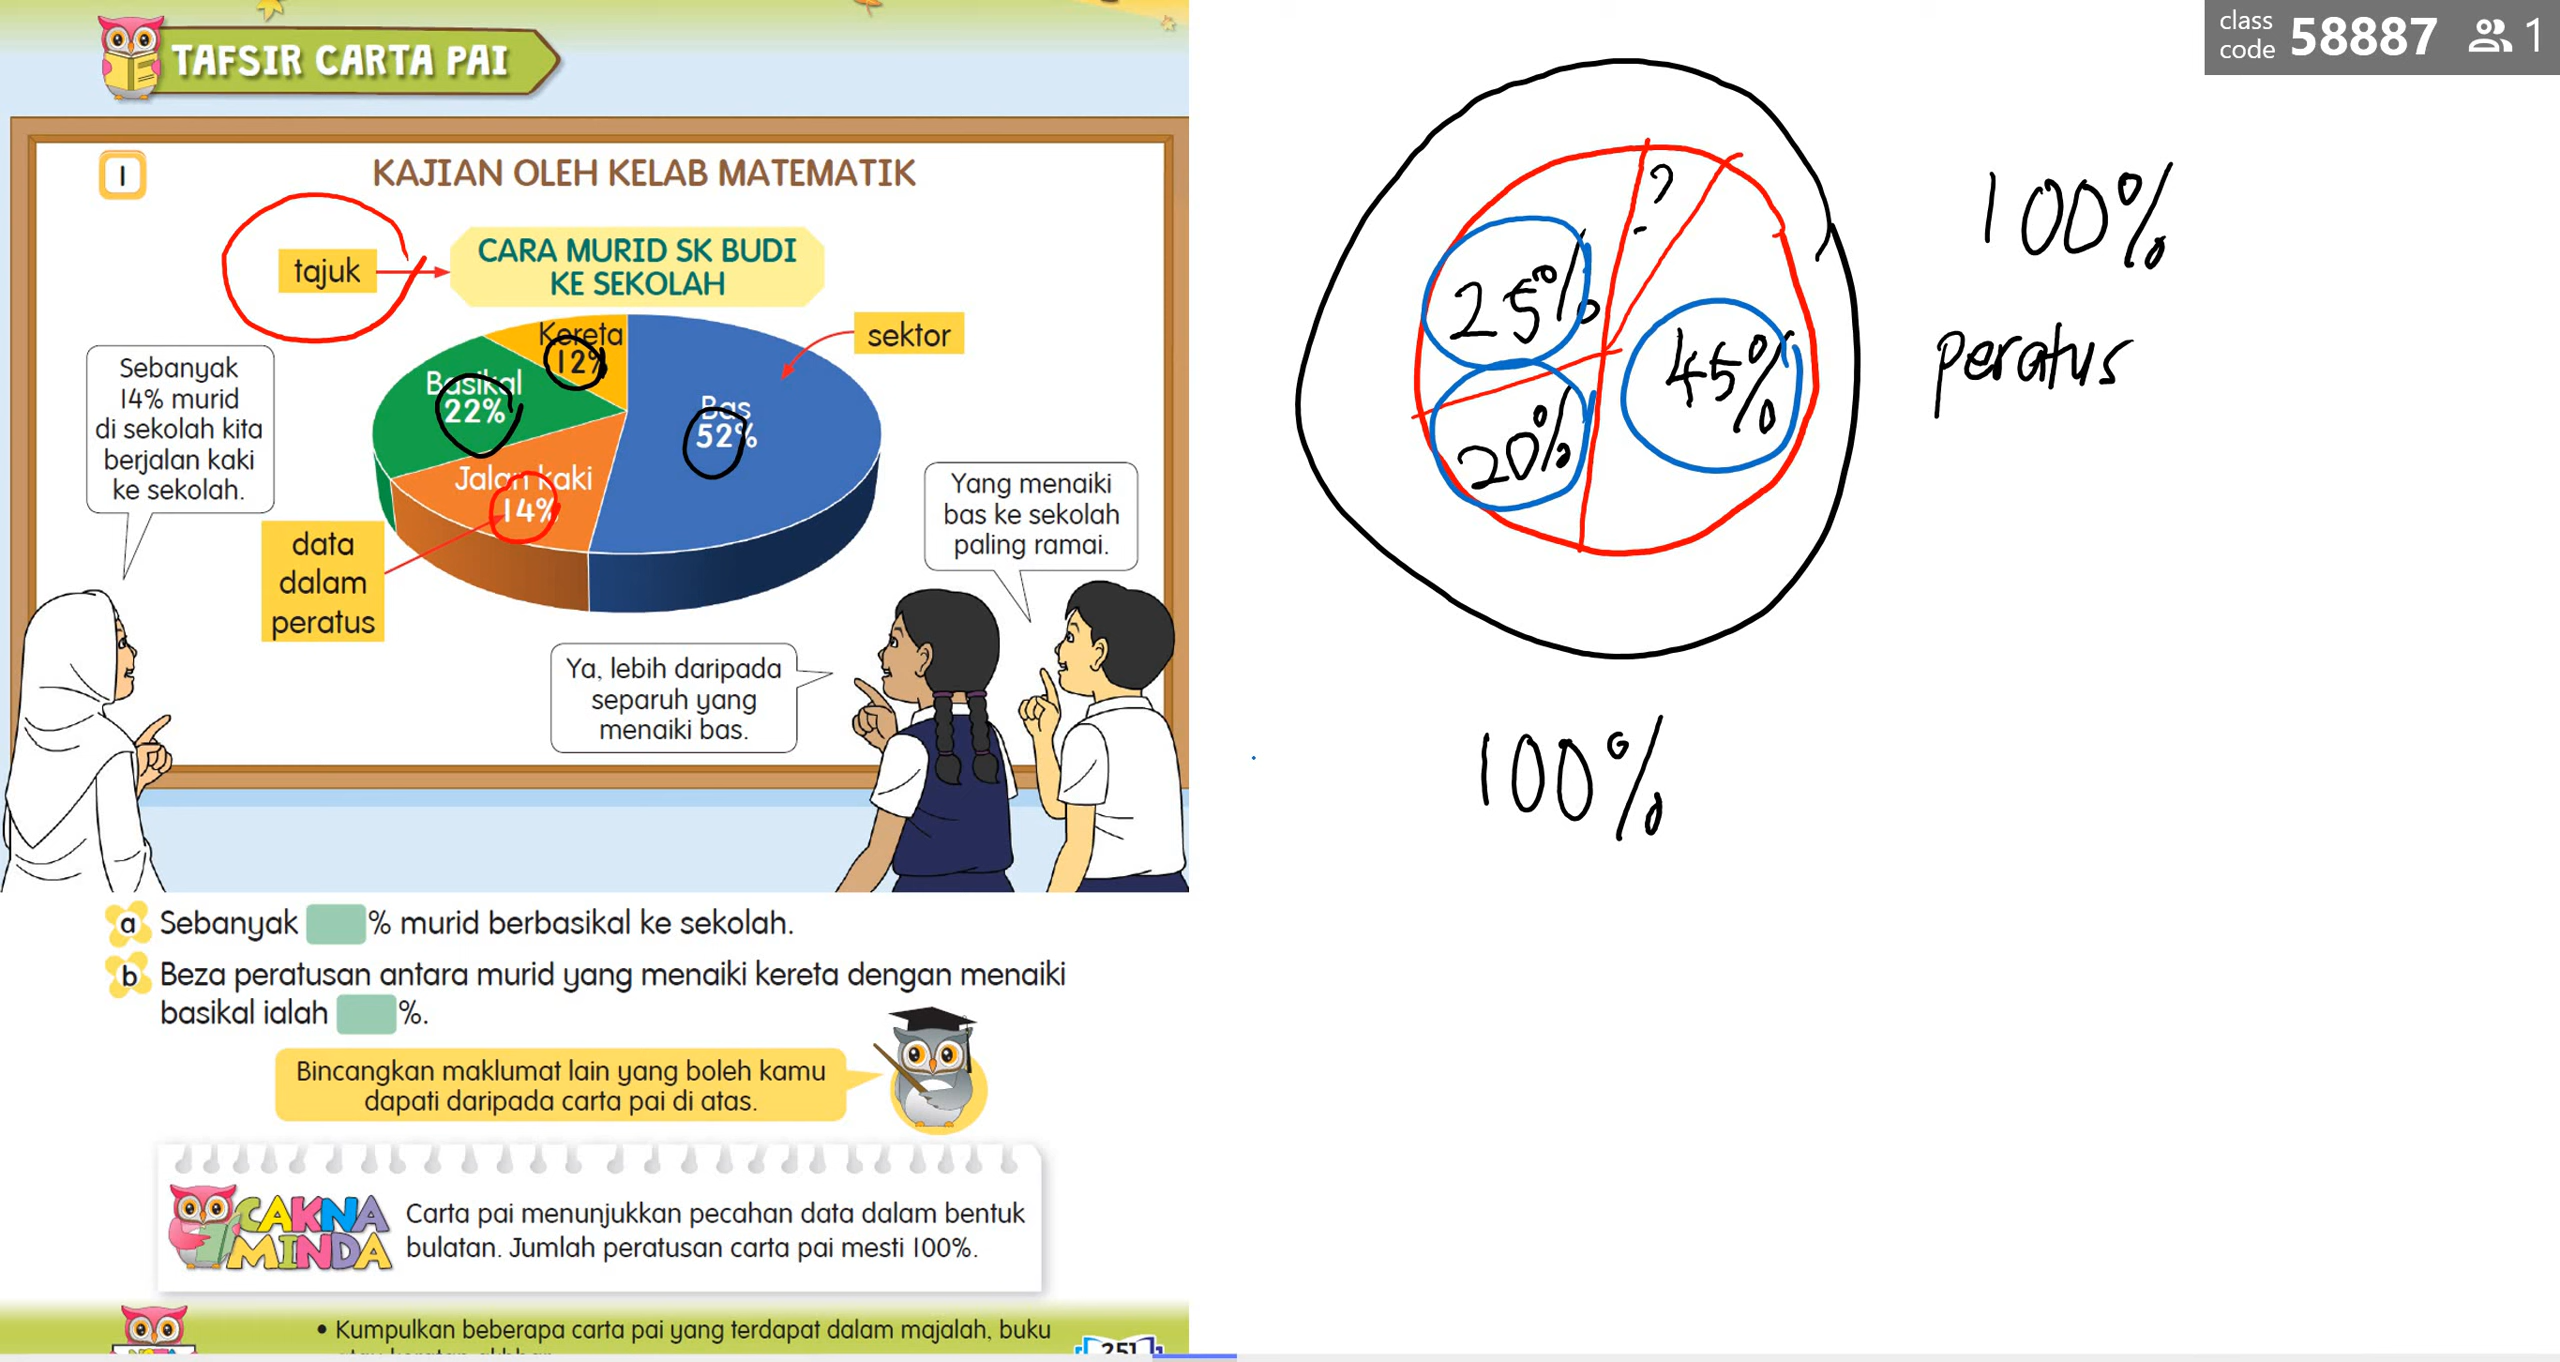 TAFSIR CARTA PAI
1
KAJIAN OLEH KELAB MATEMATIK
tajuk
CARA MURID SK BUDI
KE SEKOLAH
sektor
Kereta
12%
Basikal
22%
Bas
52%
Jalan kaki
14%
data
dalam
peratus
Sebanyak
14% murid
di sekolah kita
berjalan kaki
ke sekolah.
Yang menaiki
bas ke sekolah
paling ramai.
Ya, lebih daripada
separuh yang
menaiki bas.
a Sebanyak % murid berbasikal ke sekolah.
b Beza peratusan antara murid yang menaiki kereta dengan menaiki
basikal ialah %.
Bincangkan maklumat lain yang boleh kamu
dapati daripada carta pai di atas.
CAKNA
MINDA
Carta pai menunjukkan pecahan data dalam bentuk
bulatan. Jumlah peratusan carta pai mesti 100%.
• Kumpulkan beberapa carta pai yang terdapat dalam majalah, buku
251
class
code 58887 1
?
25%
45%
20%
100%
peratus
100%